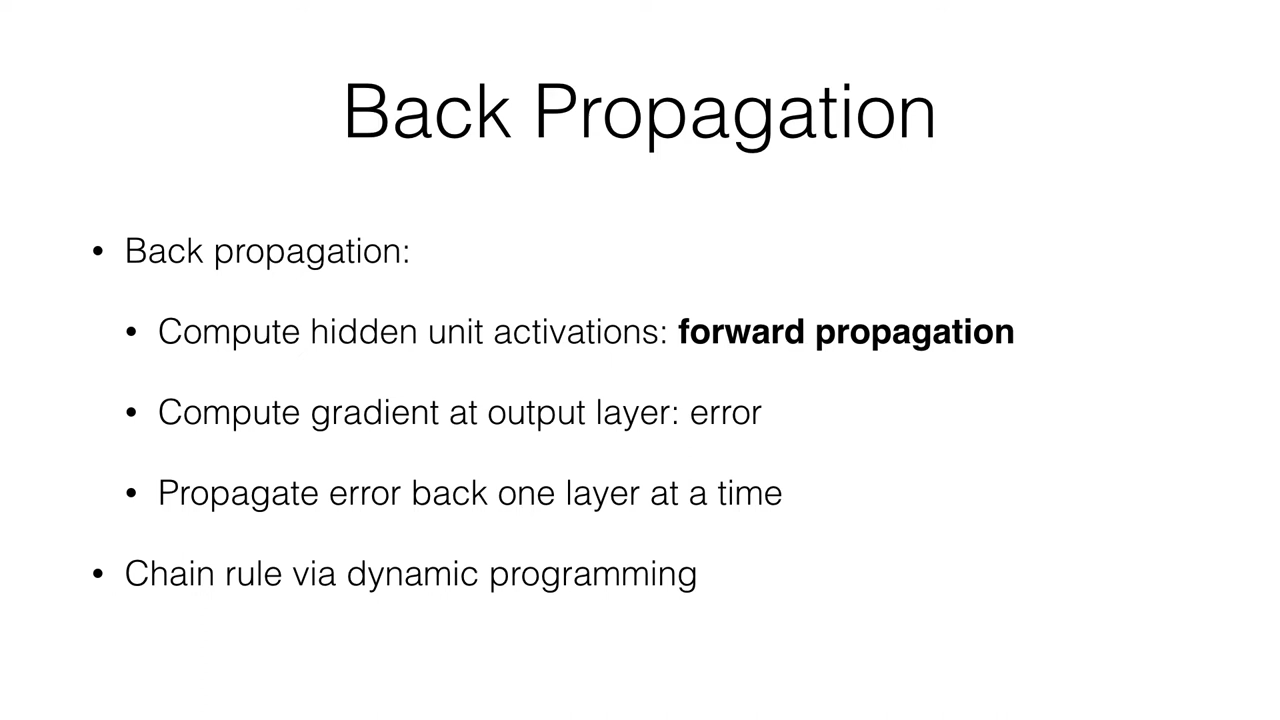 Back Propagation
• Back propagation:
• Compute hidden unit activations: forward propagation
• Compute gradient at output layer: error
• Propagate error back one layer at a time
• Chain rule via dynamic programming